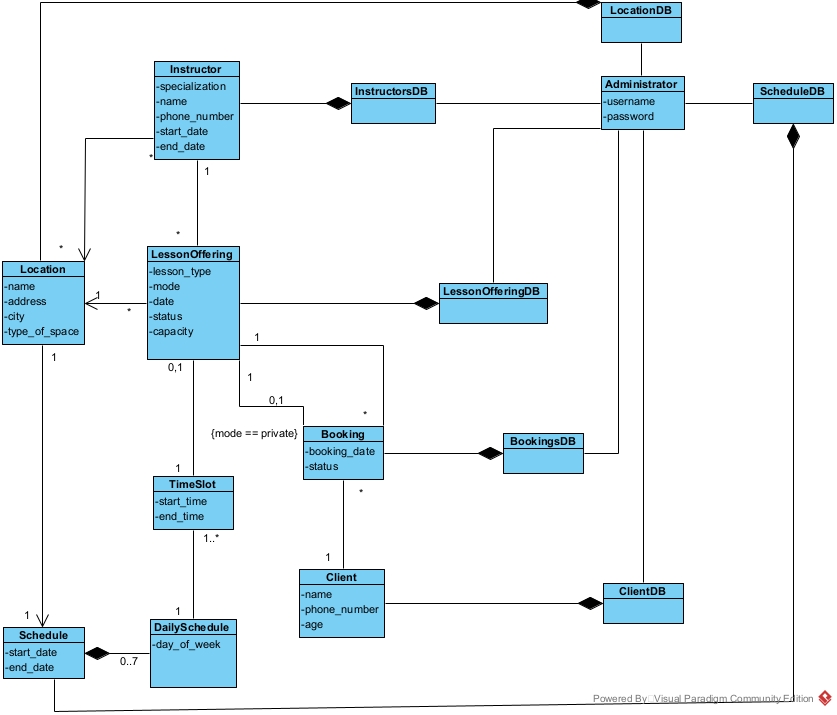 LocationDB
Instructor
-specialization
-name
-phone_number
-start_date
-end_date
InstructorsDB
Administrator
-username
-password
ScheduleDB
*
1
*
*
LessonOffering
-lesson_type
-mode
-date
-status
-capacity
Location
-name
-address
-city
-type_of_space
1
*
LessonOfferingDB
1
1
0,1
1
0,1
*
{mode == private}
Booking
-booking_date
-status
BookingsDB
1
TimeSlot
-start_time
-end_time
*
1..*
1
Client
-name
-phone_number
-age
ClientDB
1
1
Schedule
-start_date
-end_date
0..7
DailySchedule
-day_of_week
Powered By Visual Paradigm Community Edition